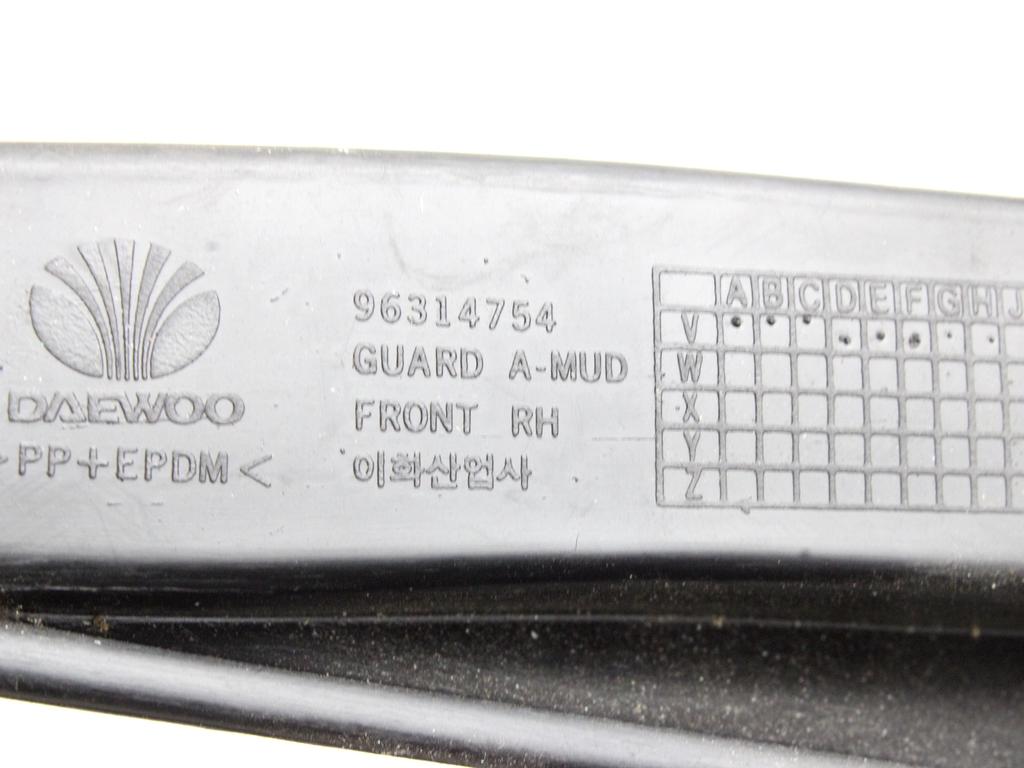 DAEWOO
>PP+EPDM<
96314754
GUARD A-MUD
FRONT RH
이화산업사
A B C D E F G H J
V
W
X
Y
Z